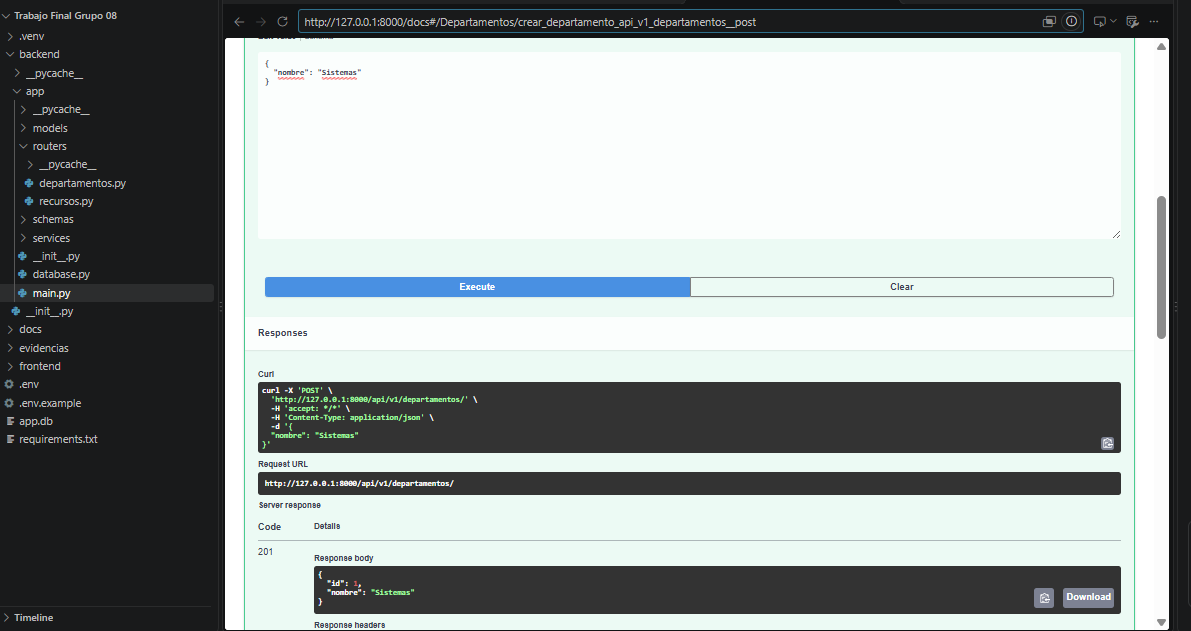 Trabajo Final Grupo 08
.venv
backend
__pycache__
app
__pycache__
models
routers
__pycache__
departamentos.py
recursos.py
schemas
services
__init__.py
database.py
main.py
__init__.py
docs
evidencias
frontend
.env
.env.example
app.db
requirements.txt
Timeline
http://127.0.0.1:8000/docs#/Departamentos/crear_departamento_api_v1_departamentos__post
{
"nombre": "Sistemas"
}
Execute
Clear
Responses
Curl
curl -X 'POST' \
'http://127.0.0.1:8000/api/v1/departamentos/' \
-H 'accept: */*' \
-H 'Content-Type: application/json' \
-d '{
"nombre": "Sistemas"
}'
Request URL
http://127.0.0.1:8000/api/v1/departamentos/
Server response
Code Details
201
Response body
{
"id": 1,
"nombre": "Sistemas"
}
Download
Response headers